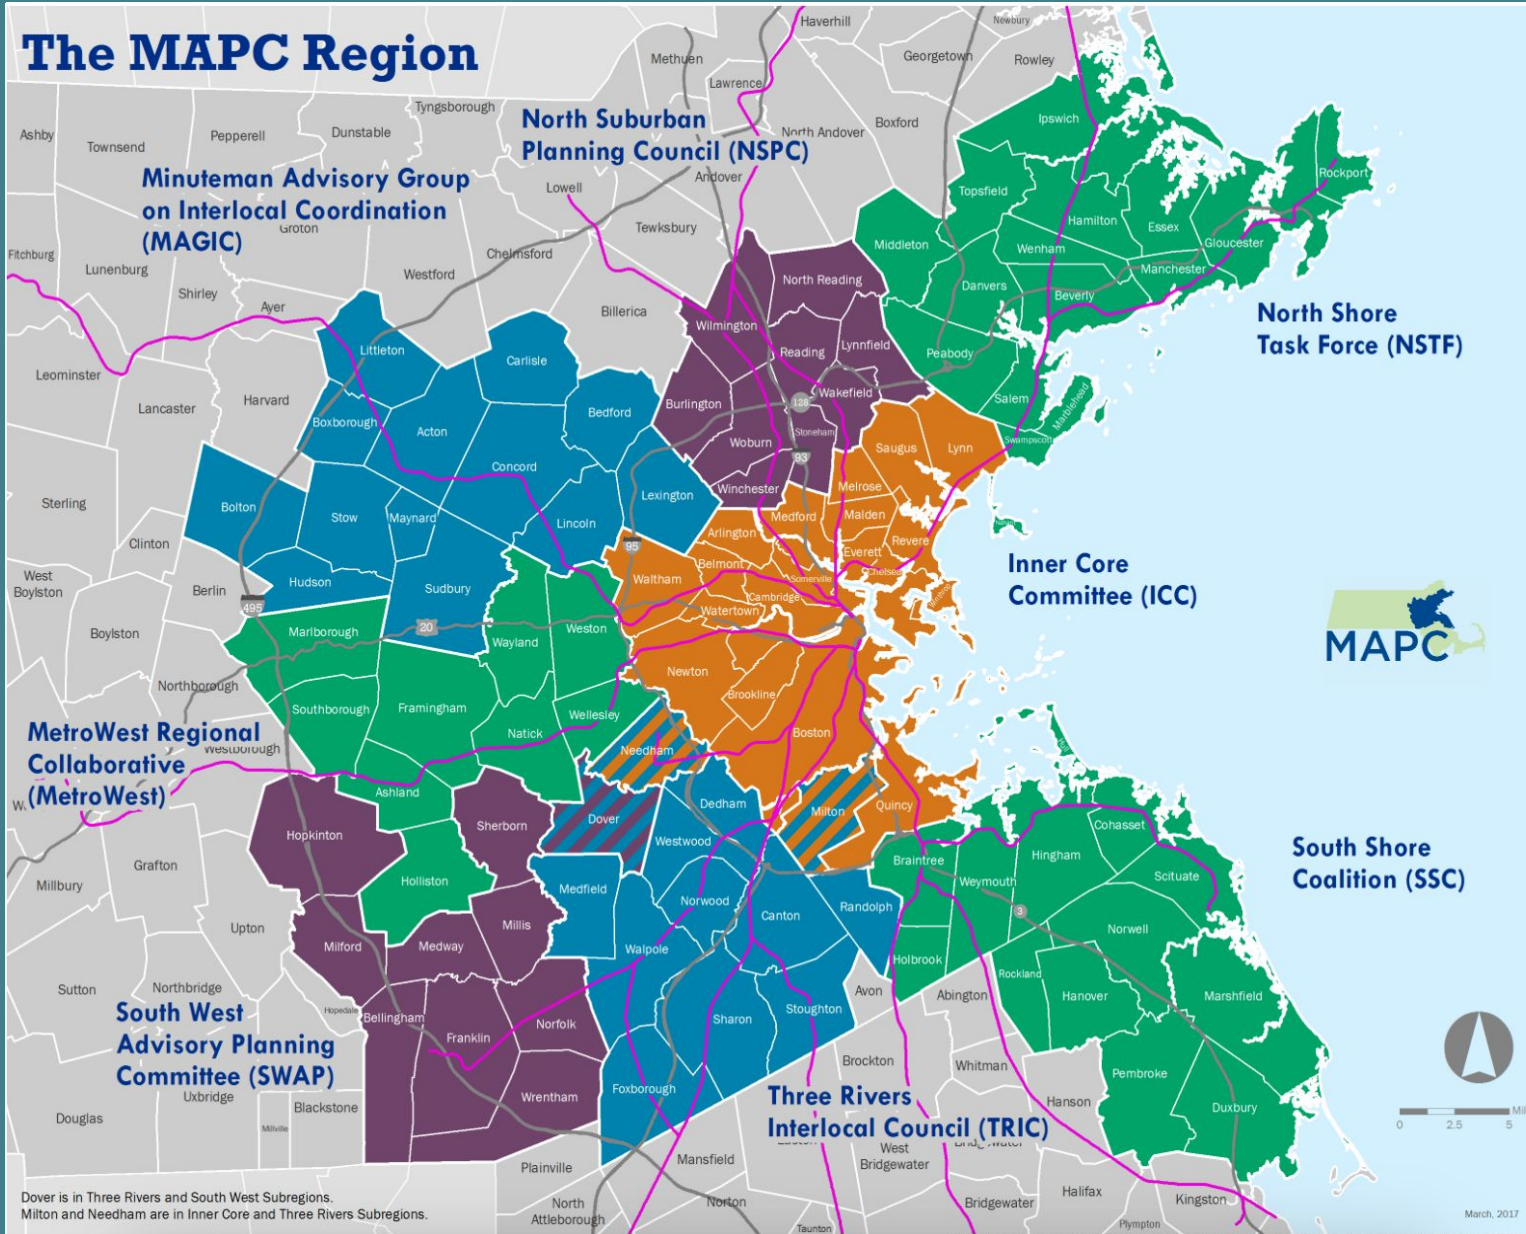 The MAPC Region
Haverhill
Newbury
Methuen
Georgetown
Rowley
Lawrence
Tyngsborough
North Suburban
Planning Council (NSPC)
Ipswich
Boxford
North Andover
Ashby
Townsend
Pepperell
Dunstable
Rockport
Andover
Minuteman Advisory Group
on Interlocal Coordination
(MAGIC)
Lowell
Topsfield
Groton
Tewksbury
Hamilton
Essex
Gloucester
Middleton
Wenham
Fitchburg
Chelmsford
Lunenburg
Westford
Manchester
North Reading
Danvers
Beverly
Shirley
Ayer
Billerica
North Shore
Task Force (NSTF)
Wilmington
Littleton
Carlisle
Reading
Lynnfield
Peabody
Leominster
Harvard
Lancaster
Wakefield
Salem
Marblehead
128
Burlington
Bedford
Boxborough
Acton
Woburn
Stoneham
Swampscott
Saugus
Lynn
93
Concord
Winchester
Melrose
Lexington
Sterling
Bolton
Stow
Maynard
Lincoln
Medford
Malden
Nahant
Arlington
Revere
Clinton
95
Everett
Inner Core
Committee (ICC)
Belmont
Chelsea
Somerville
Waltham
West
Boylston
Berlin
Hudson
Sudbury
Cambridge
Winthrop
Watertown
495
20
Marlborough
Boylston
Wayland
Weston
MAPC
Newton
Northborough
Brookline
Southborough
Framingham
Wellesley
Boston
MetroWest Regional
Collaborative
(MetroWest)
Westborough
Natick
Needham
Hull
W
Ashland
Dedham
Milton
Quincy
Dover
Sherborn
Hopkinton
Westwood
Cohasset
Braintree
Hingham
South Shore
Coalition (SSC)
Grafton
Millbury
Holliston
Medfield
Weymouth
Scituate
Norwood
Randolph
Canton
3
Upton
Millis
Milford
Medway
Walpole
Norwell
Holbrook
Rockland
Sutton
Northbridge
Avon
Abington
Hanover
Marshfield
South West
Advisory Planning
Committee (SWAP)
Hopedale
Bellingham
Franklin
Norfolk
Sharon
Stoughton
Brockton
Whitman
Pembroke
Foxborough
Uxbridge
Wrentham
Blackstone
Three Rivers
Interlocal Council (TRIC)
Hanson
Duxbury
Douglas
Millville
Easton
West
Bridgewater
Bridgewater
0 2.5 5 Mil
Plainville
Mansfield
Halifax
Kingston
Dover is in Three Rivers and South West Subregions.
Milton and Needham are in Inner Core and Three Rivers Subregions.
North
Attleborough
Norton
Bridgewater
Plympton
Taunton
March, 2017